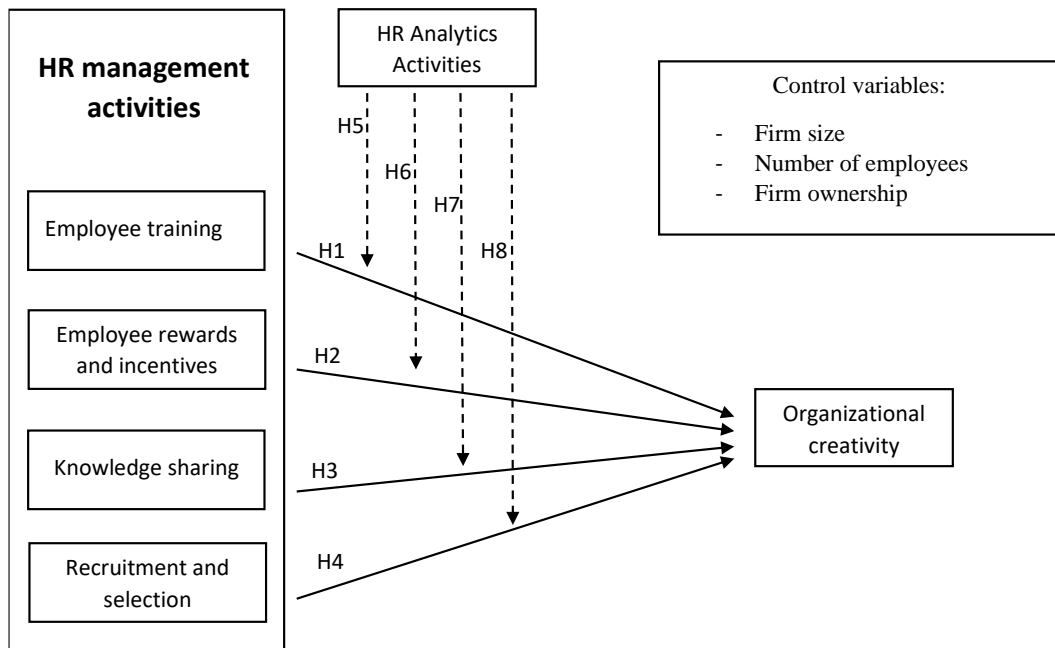 HR management
activities
Employee training
Employee rewards
and incentives
Knowledge sharing
Recruitment and
selection
HR Analytics
Activities
H5
H6
H7
H8
H1
H2
H3
H4
Control variables:
- Firm size
- Number of employees
- Firm ownership
Organizational
creativity